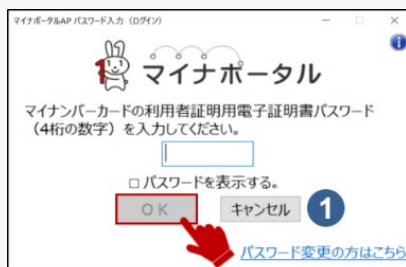 マイナポータルAP パスワード入力 (ログイン)
マイナポータル
マイナンバーカードの利用者証明用電子証明書パスワード
(4桁の数字) を入力してください。
パスワードを表示する。
OK キャンセル 1
パスワード変更の方はこちら